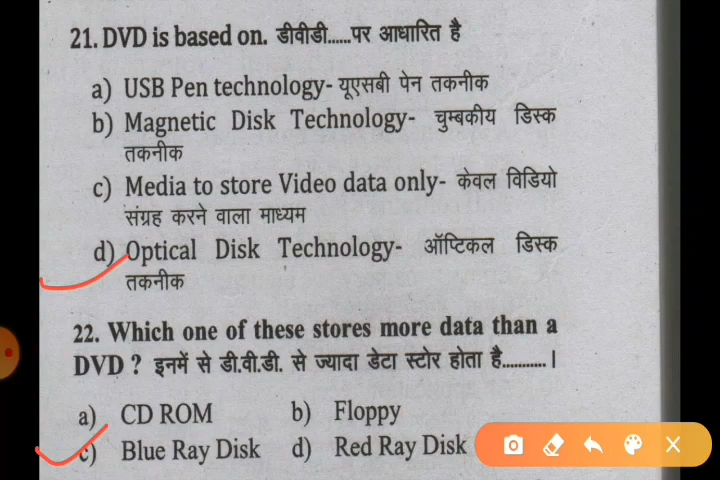 21. DVD is based on. डीवीडी......पर आधारित है
a) USB Pen technology- यूएसबी पेन तकनीक
b) Magnetic Disk Technology- चुम्बकीय डिस्क
तकनीक
c) Media to store Video data only- केवल विडियो
संग्रह करने वाला माध्यम
d) Optical Disk Technology- ऑप्टिकल डिस्क
तकनीक
22. Which one of these stores more data than a
DVD ? इनमें से डी.वी.डी. से ज्यादा डेटा स्टोर होता है...........।
a) CD ROM b) Floppy
c) Blue Ray Disk d) Red Ray Disk